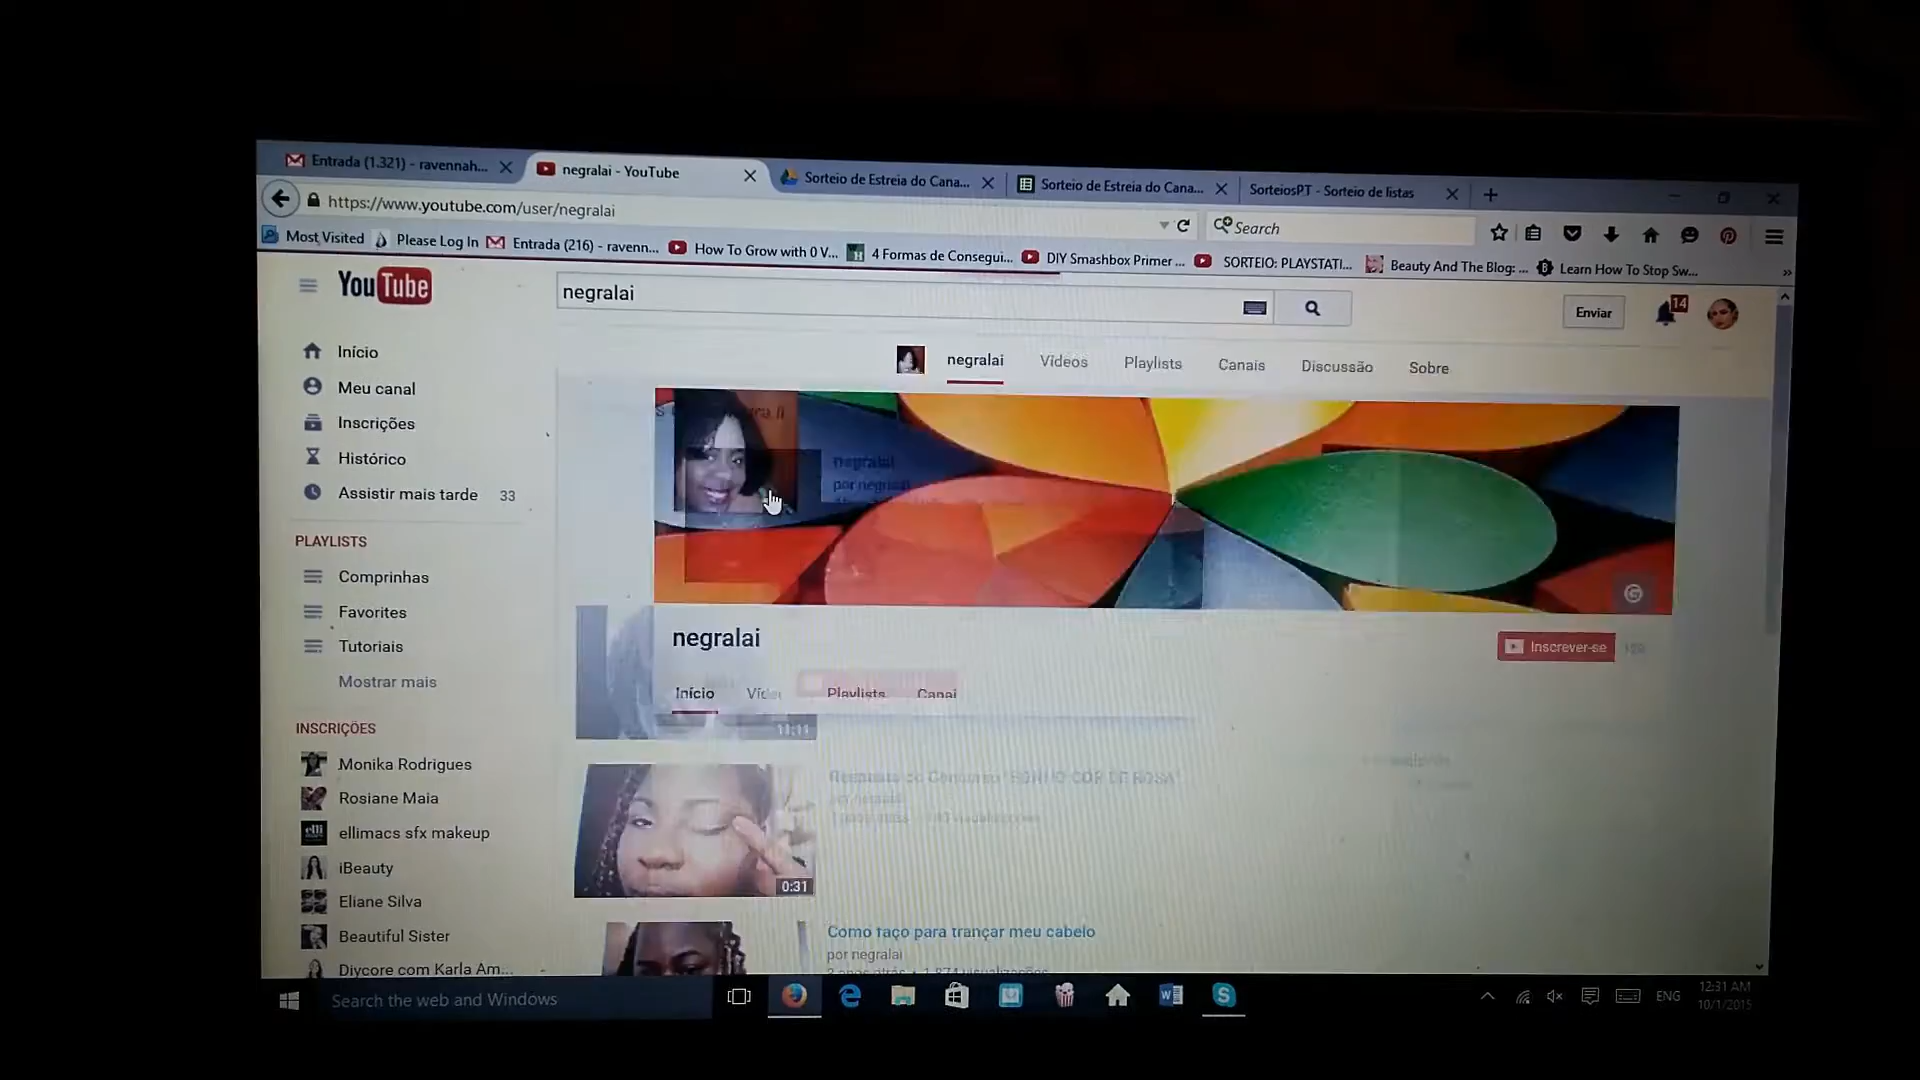 Entrada (1.321) - ravennah...
negralai - YouTube
Sorteio de Estreia do Cana...
Sorteio de Estreia do Cana...
SorteiosPT - Sorteio de listas
https://www.youtube.com/user/negralai
Search
Most Visited
Please Log In
Entrada (216) - ravenn...
How To Grow with 0 V...
4 Formas de Consegui...
DIY Smashbox Primer ...
SORTEIO: PLAYSTATI...
Beauty And The Blog: ...
Learn How To Stop Sw...
YouTube
negralai
Enviar
14
Início
Meu canal
Inscrições
Histórico
Assistir mais tarde 33
PLAYLISTS
Comprinhas
Favorites
Tutoriais
Mostrar mais
INSCRIÇÕES
Monika Rodrigues
Rosiane Maia
elli
ellimacs sfx makeup
iBeauty
Eliane Silva
Beautiful Sister
Diycore com Karla Am...
negralai
Vídeos
Playlists
Canais
Discussão
Sobre
negralai
por negralai
negralai
Inscrever-se
Início
Playlists
Canai
11:11
0:31
Como faço para trançar meu cabelo
por negralai
Search the web and Windows
ENG
12:31 AM
10/1/2015